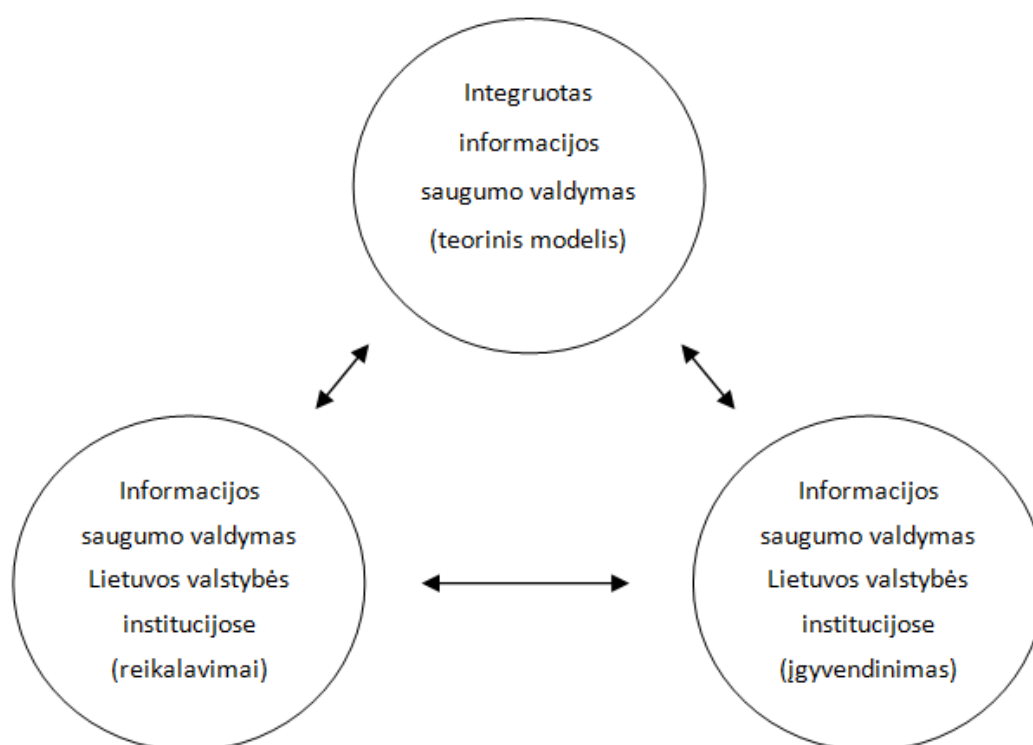 Integruotas
informacijos
saugumo valdymas
(teorinis modelis)
Informacijos
saugumo valdymas
Lietuvos valstybės
institucijose
(reikalavimai)
Informacijos
saugumo valdymas
Lietuvos valstybės
institucijose
(įgyvendinimas)